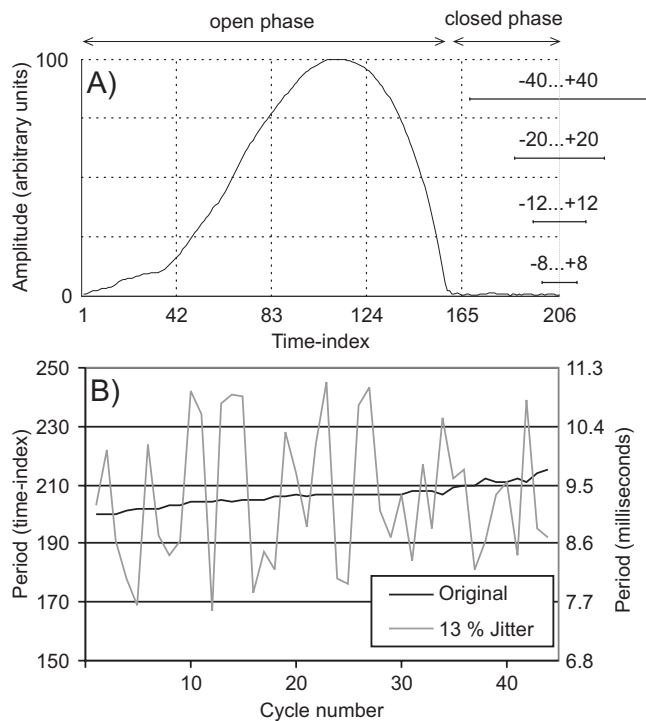 open phase
closed phase
100
A)
-40...+40
-20...+20
-12...+12
-8...+8
0
Amplitude (arbitrary units)
1 42 83 124 165 206
Time-index
B)
250
230
210
190
170
150
Period (time-index)
11.3
10.4
9.5
8.6
7.7
6.8
Period (milliseconds)
Original
13 % Jitter
10 20 30 40
Cycle number